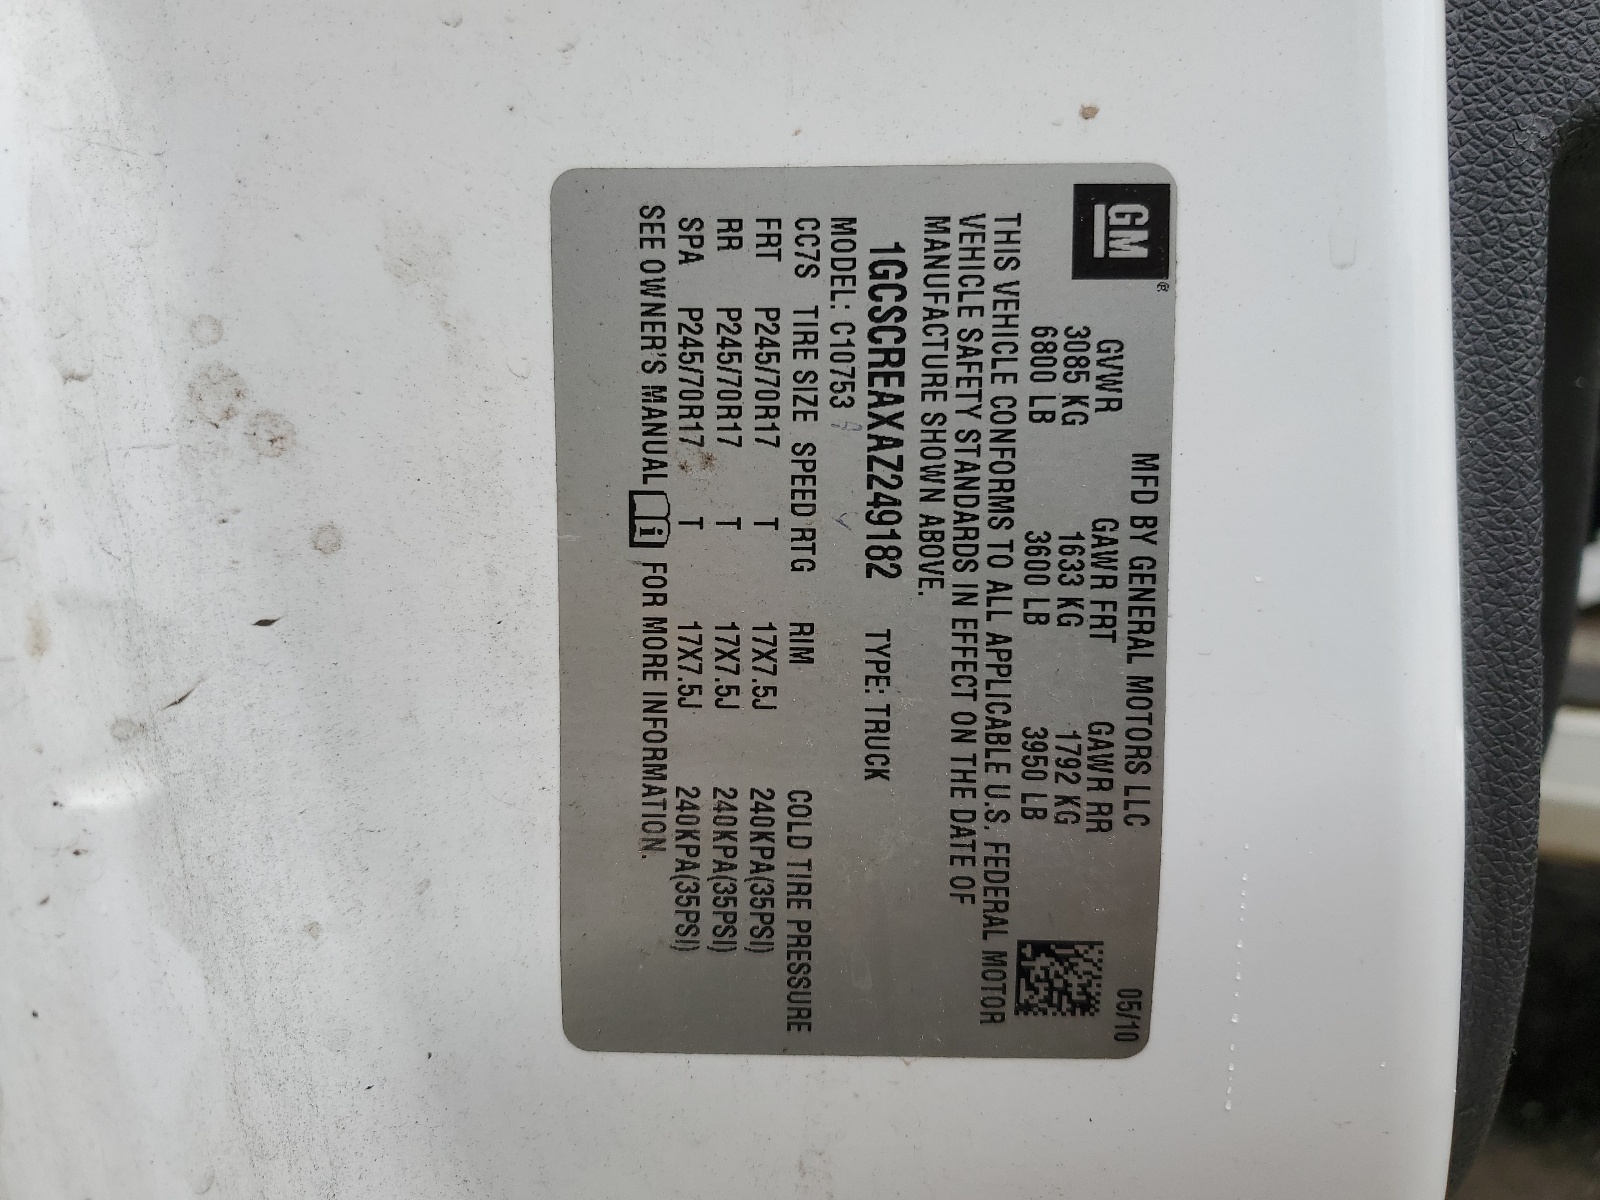 GM®
MFD BY GENERAL MOTORS LLC 05/10
GVWR GAWR FRT GAWR RR
3085 KG 1633 KG 1792 KG
6800 LB 3600 LB 3950 LB
THIS VEHICLE CONFORMS TO ALL APPLICABLE U.S. FEDERAL MOTOR
VEHICLE SAFETY STANDARDS IN EFFECT ON THE DATE OF
MANUFACTURE SHOWN ABOVE.
1GCSCREAXAZ249182 TYPE: TRUCK
MODEL: C10753
CC7S TIRE SIZE SPEED RTG RIM COLD TIRE PRESSURE
FRT P245/70R17 T 17X7.5J 240KPA(35PSI)
RR P245/70R17 T 17X7.5J 240KPA(35PSI)
SPA P245/70R17 T 17X7.5J 240KPA(35PSI)
SEE OWNER'S MANUAL i FOR MORE INFORMATION.